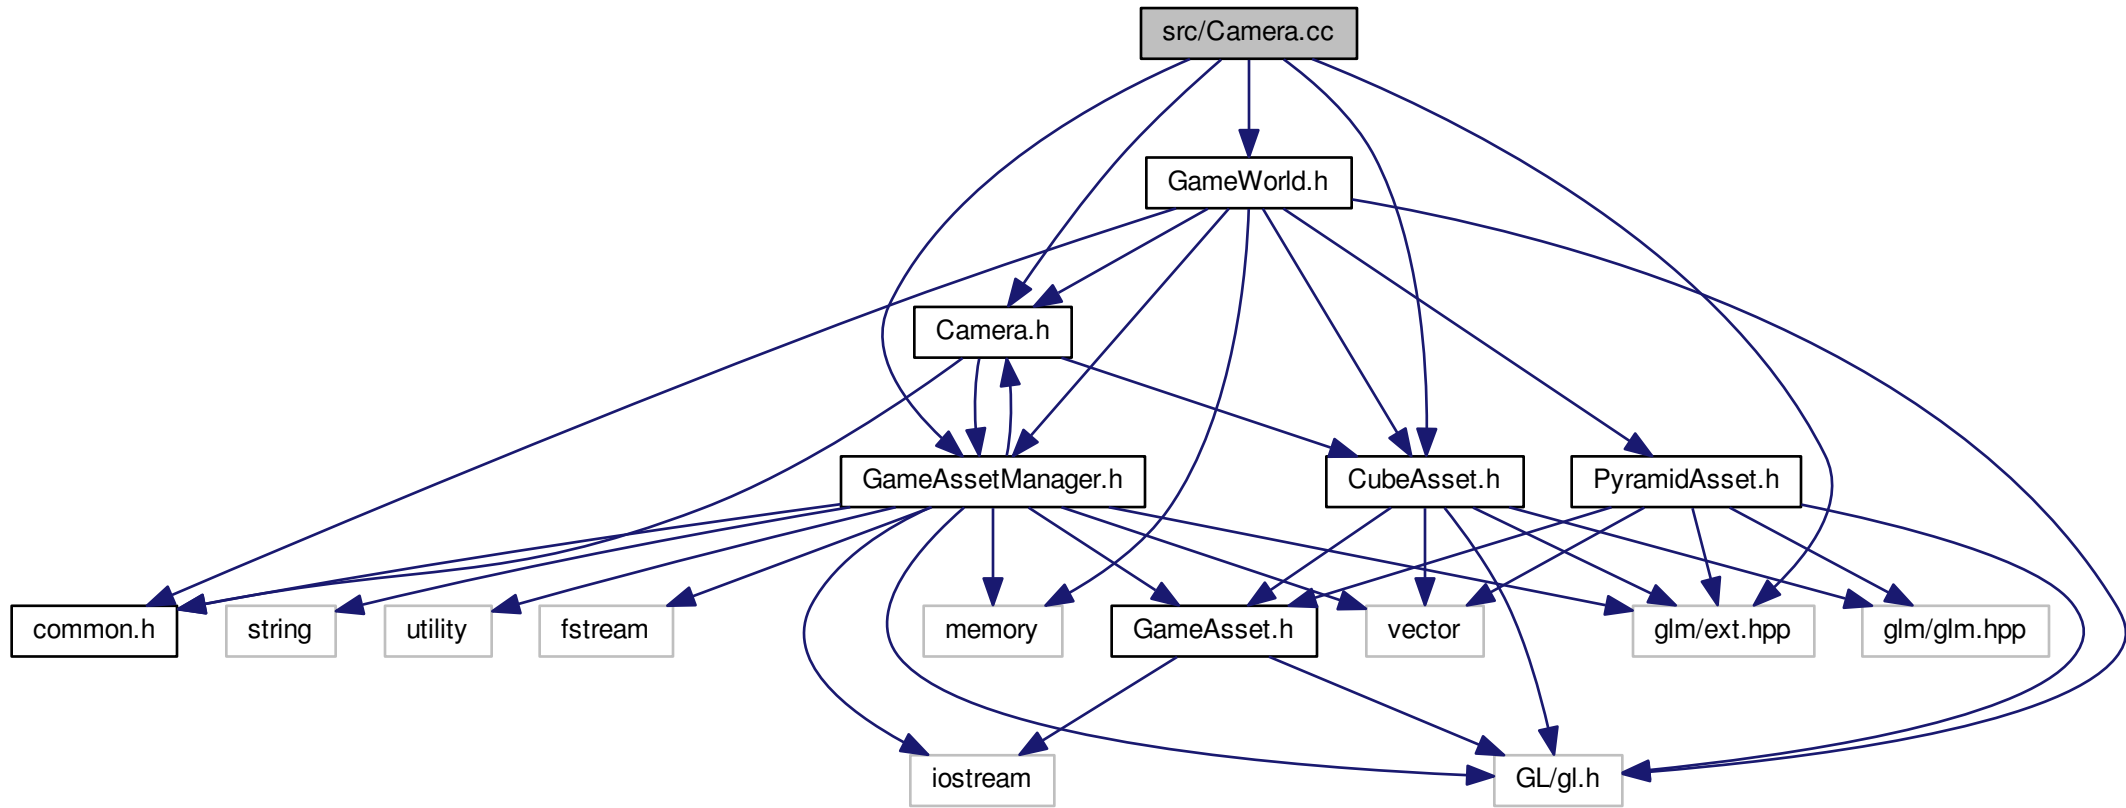 src/Camera.cc
GameWorld.h
Camera.h
GameAssetManager.h
CubeAsset.h
PyramidAsset.h
common.h
string
utility
fstream
memory
GameAsset.h
vector
glm/ext.hpp
glm/glm.hpp
iostream
GL/gl.h